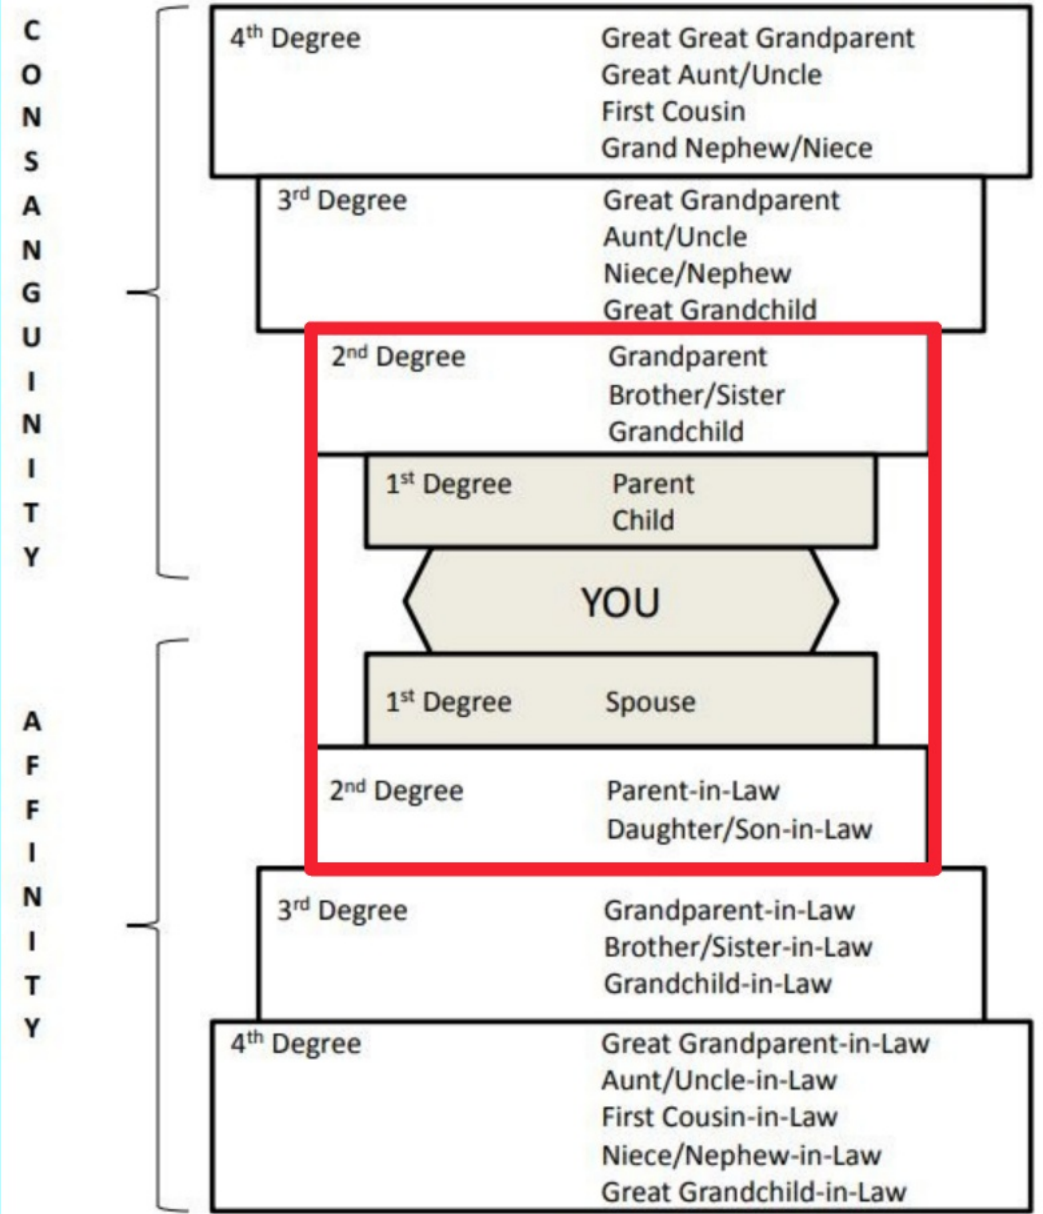 CONSANGUINITY
4th Degree Great Great Grandparent
Great Aunt/Uncle
First Cousin
Grand Nephew/Niece
3rd Degree Great Grandparent
Aunt/Uncle
Niece/Nephew
Great Grandchild
2nd Degree Grandparent
Brother/Sister
Grandchild
1st Degree Parent
Child
YOU
AFFINITY
1st Degree Spouse
2nd Degree Parent-in-Law
Daughter/Son-in-Law
3rd Degree Grandparent-in-Law
Brother/Sister-in-Law
Grandchild-in-Law
4th Degree Great Grandparent-in-Law
Aunt/Uncle-in-Law
First Cousin-in-Law
Niece/Nephew-in-Law
Great Grandchild-in-Law